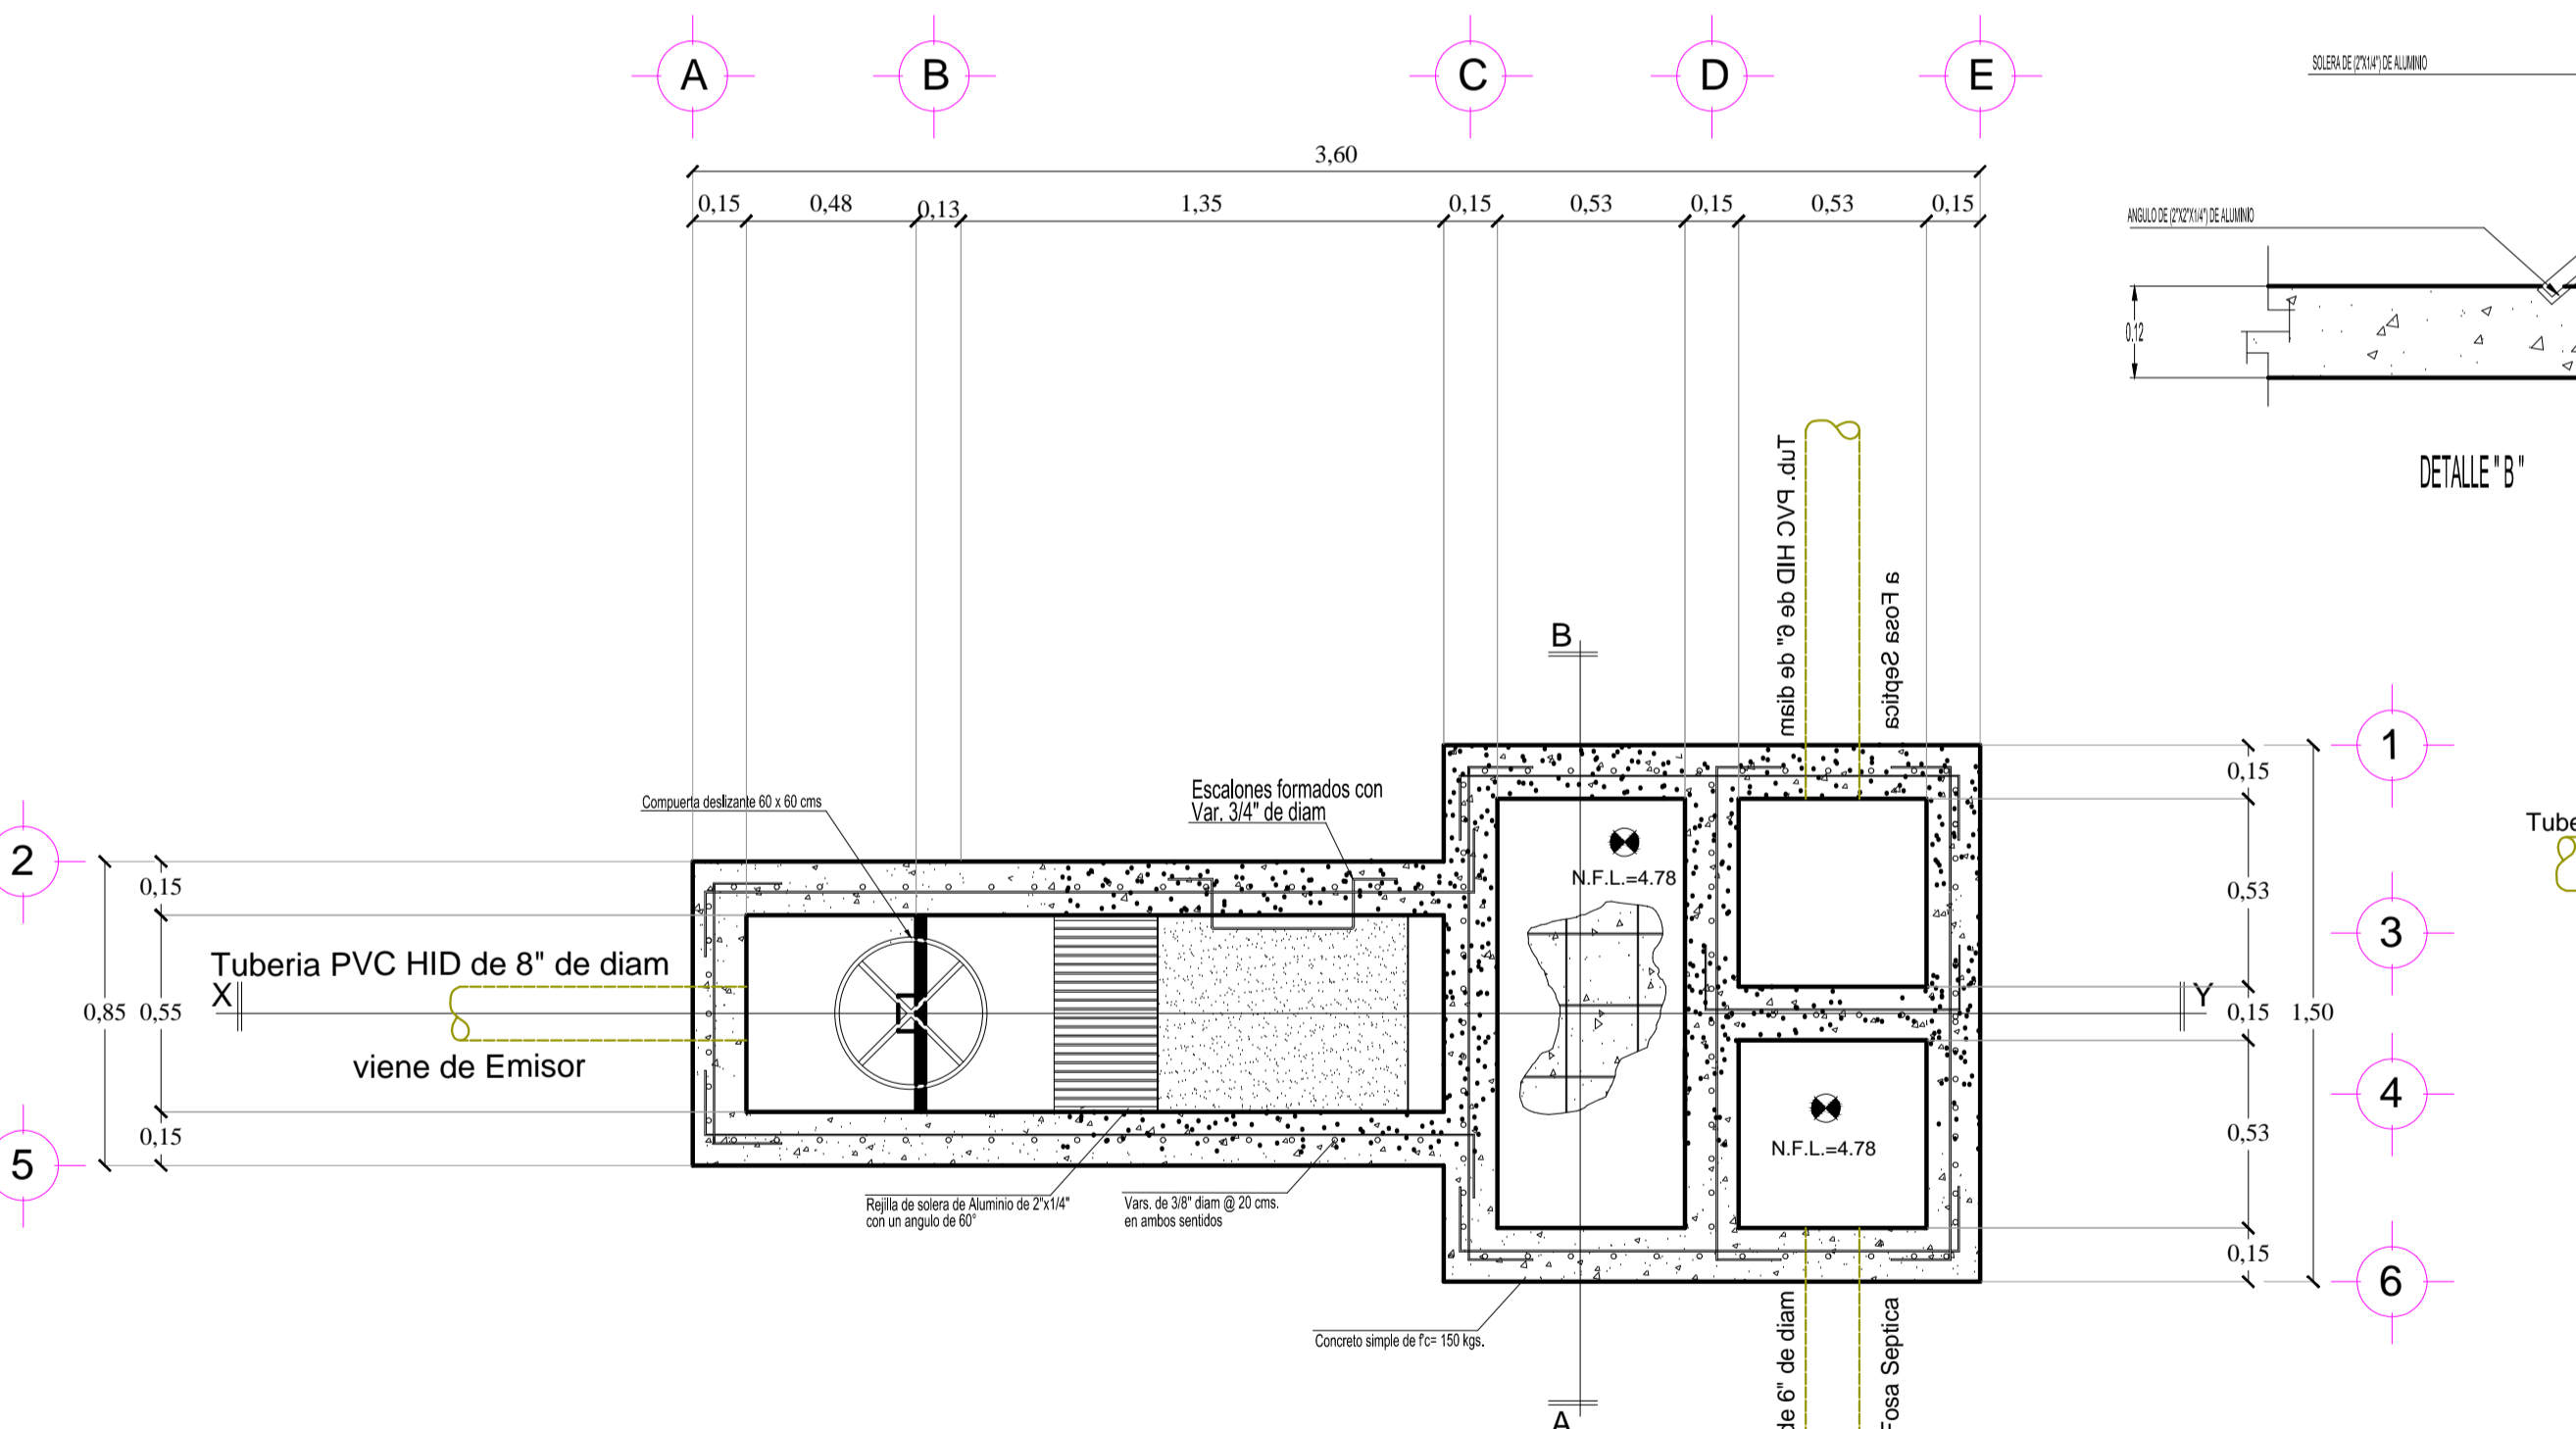 A B C D E
SOLERA DE (2"X1/4") DE ALUMINIO
3,60
0,15 0,48 0,13 1,35 0,15 0,53 0,15 0,53 0,15
ANGULO DE (2"X2"X1/4") DE ALUMINIO
0.12
DETALLE " B "
Tub. PVC HID de 6" de diam
a Fosa Septica
B
1
0,15
Escalones formados con
Var. 3/4" de diam
Compuerta deslizante 60 x 60 cms
2
0,15
N.F.L.=4.78
0,53
3
Tube
Tuberia PVC HID de 8" de diam
X
0,85 0,55
viene de Emisor
Y
0,15 1,50
4
N.F.L.=4.78
0,53
0,15
5
Rejilla de solera de Aluminio de 2"x1/4"
con un angulo de 60°
Vars. de 3/8" diam @ 20 cms.
en ambos sentidos
0,15
6
Concreto simple de f'c= 150 kgs.
de 6" de diam
Fosa Septica
A